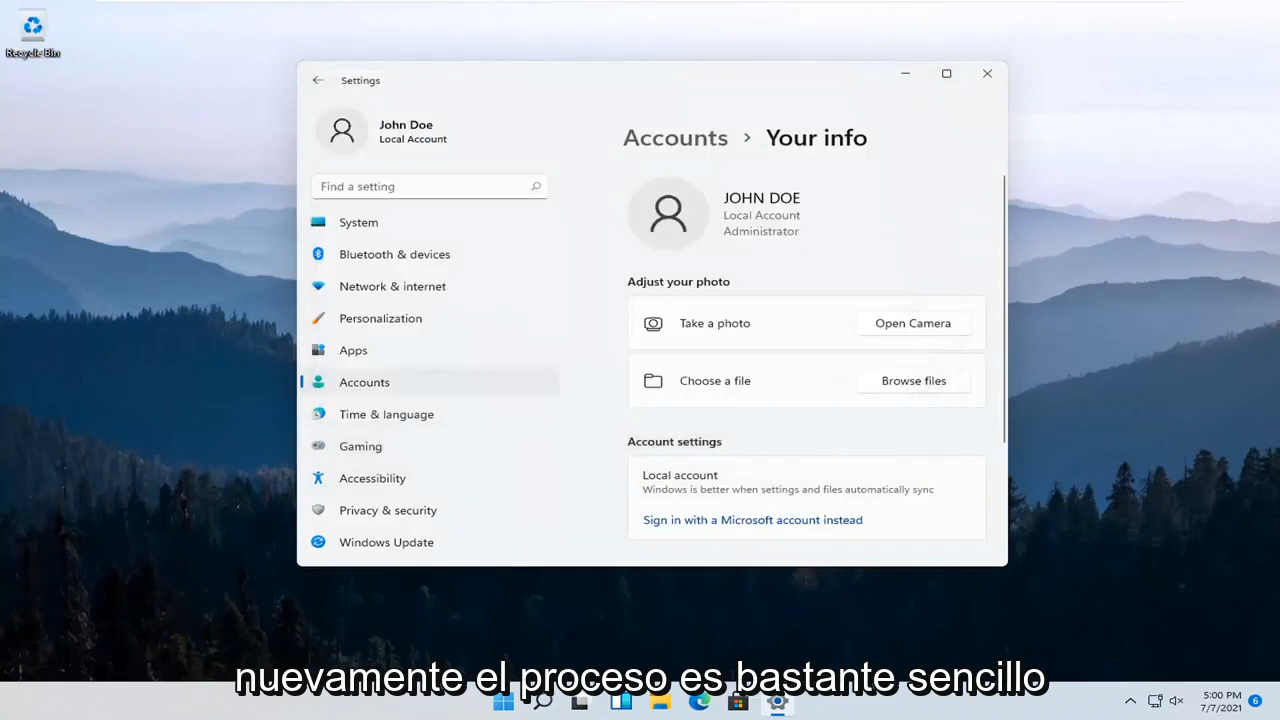 Recycle Bin
Settings
John Doe
Local Account
Find a setting
System
Bluetooth & devices
Network & internet
Personalization
Apps
Accounts
Time & language
Gaming
Accessibility
Privacy & security
Windows Update
Accounts › Your info
JOHN DOE
Local Account
Administrator
Adjust your photo
Take a photo
Open Camera
Choose a file
Browse files
Account settings
Local account
Windows is better when settings and files automatically sync
Sign in with a Microsoft account instead
nuevamente el proceso es bastante sencillo
5:00 PM
7/7/2021
6